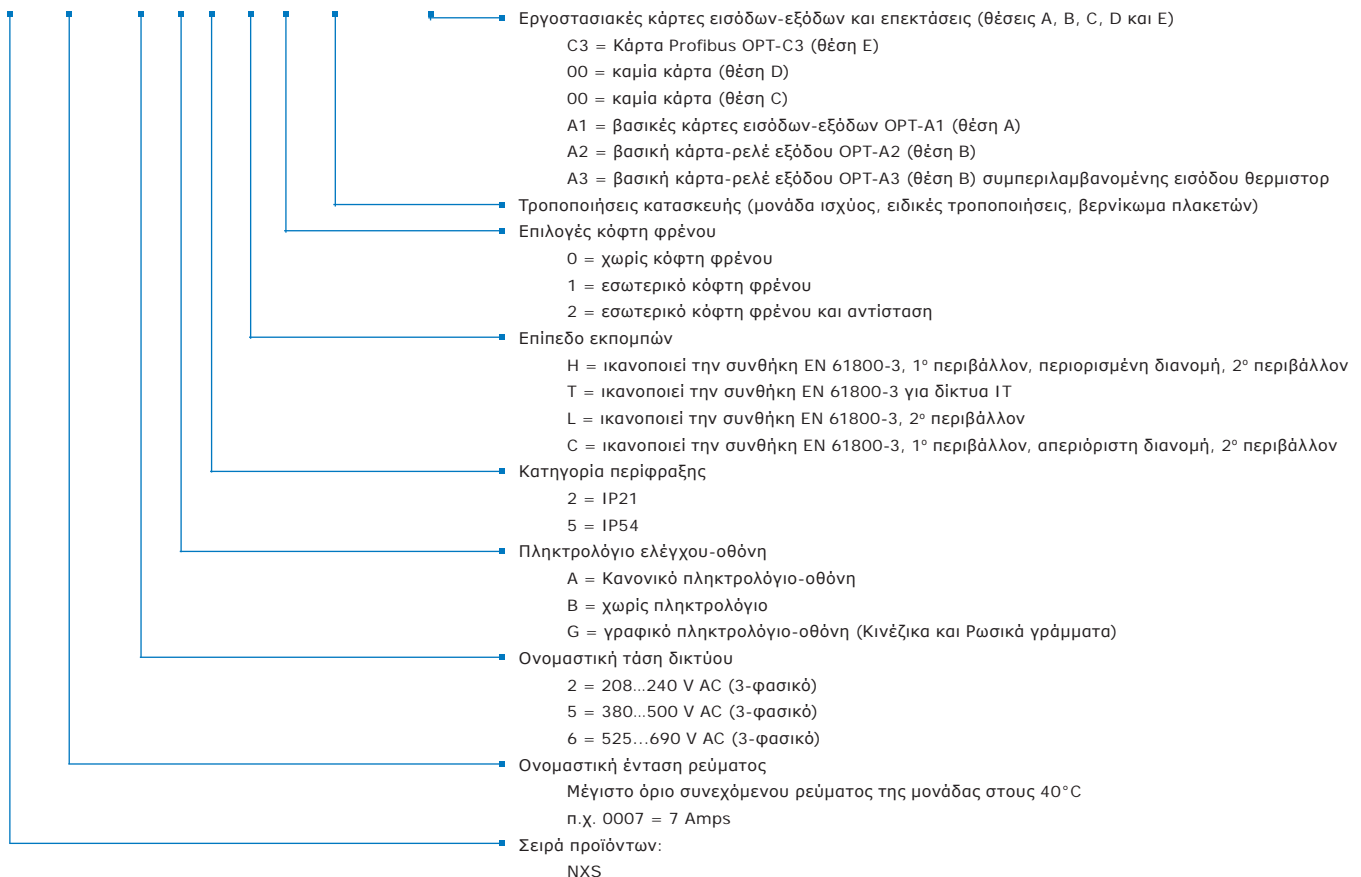 Εργοστασιακές κάρτες εισόδων-εξόδων και επεκτάσεις (θέσεις A, B, C, D και E)
C3 = Κάρτα Profibus OPT-C3 (θέση E)
00 = καμία κάρτα (θέση D)
00 = καμία κάρτα (θέση C)
A1 = βασικές κάρτες εισόδων-εξόδων OPT-A1 (θέση A)
A2 = βασική κάρτα-ρελέ εξόδου OPT-A2 (θέση B)
A3 = βασική κάρτα-ρελέ εξόδου OPT-A3 (θέση B) συμπεριλαμβανομένης εισόδου θερμιστορ
Τροποποιήσεις κατασκευής (μονάδα ισχύος, ειδικές τροποποιήσεις, βερνίκωμα πλακετών)
Επιλογές κόφτη φρένου
0 = χωρίς κόφτη φρένου
1 = εσωτερικό κόφτη φρένου
2 = εσωτερικό κόφτη φρένου και αντίσταση
Επίπεδο εκπομπών
H = ικανοποιεί την συνθήκη EN 61800-3, 1º περιβάλλον, περιορισμένη διανομή, 2º περιβάλλον
T = ικανοποιεί την συνθήκη EN 61800-3 για δίκτυα IT
L = ικανοποιεί την συνθήκη EN 61800-3, 2º περιβάλλον
C = ικανοποιεί την συνθήκη EN 61800-3, 1º περιβάλλον, απεριόριστη διανομή, 2º περιβάλλον
Κατηγορία περίφραξης
2 = IP21
5 = IP54
Πληκτρολόγιο ελέγχου-οθόνη
A = Κανονικό πληκτρολόγιο-οθόνη
B = χωρίς πληκτρολόγιο
G = γραφικό πληκτρολόγιο-οθόνη (Κινέζικα και Ρωσικά γράμματα)
Ονομαστική τάση δικτύου
2 = 208...240 V AC (3-φασικό)
5 = 380...500 V AC (3-φασικό)
6 = 525...690 V AC (3-φασικό)
Ονομαστική ένταση ρεύματος
Μέγιστο όριο συνεχόμενου ρεύματος της μονάδας στους 40°C
π.χ. 0007 = 7 Amps
Σειρά προϊόντων:
NXS